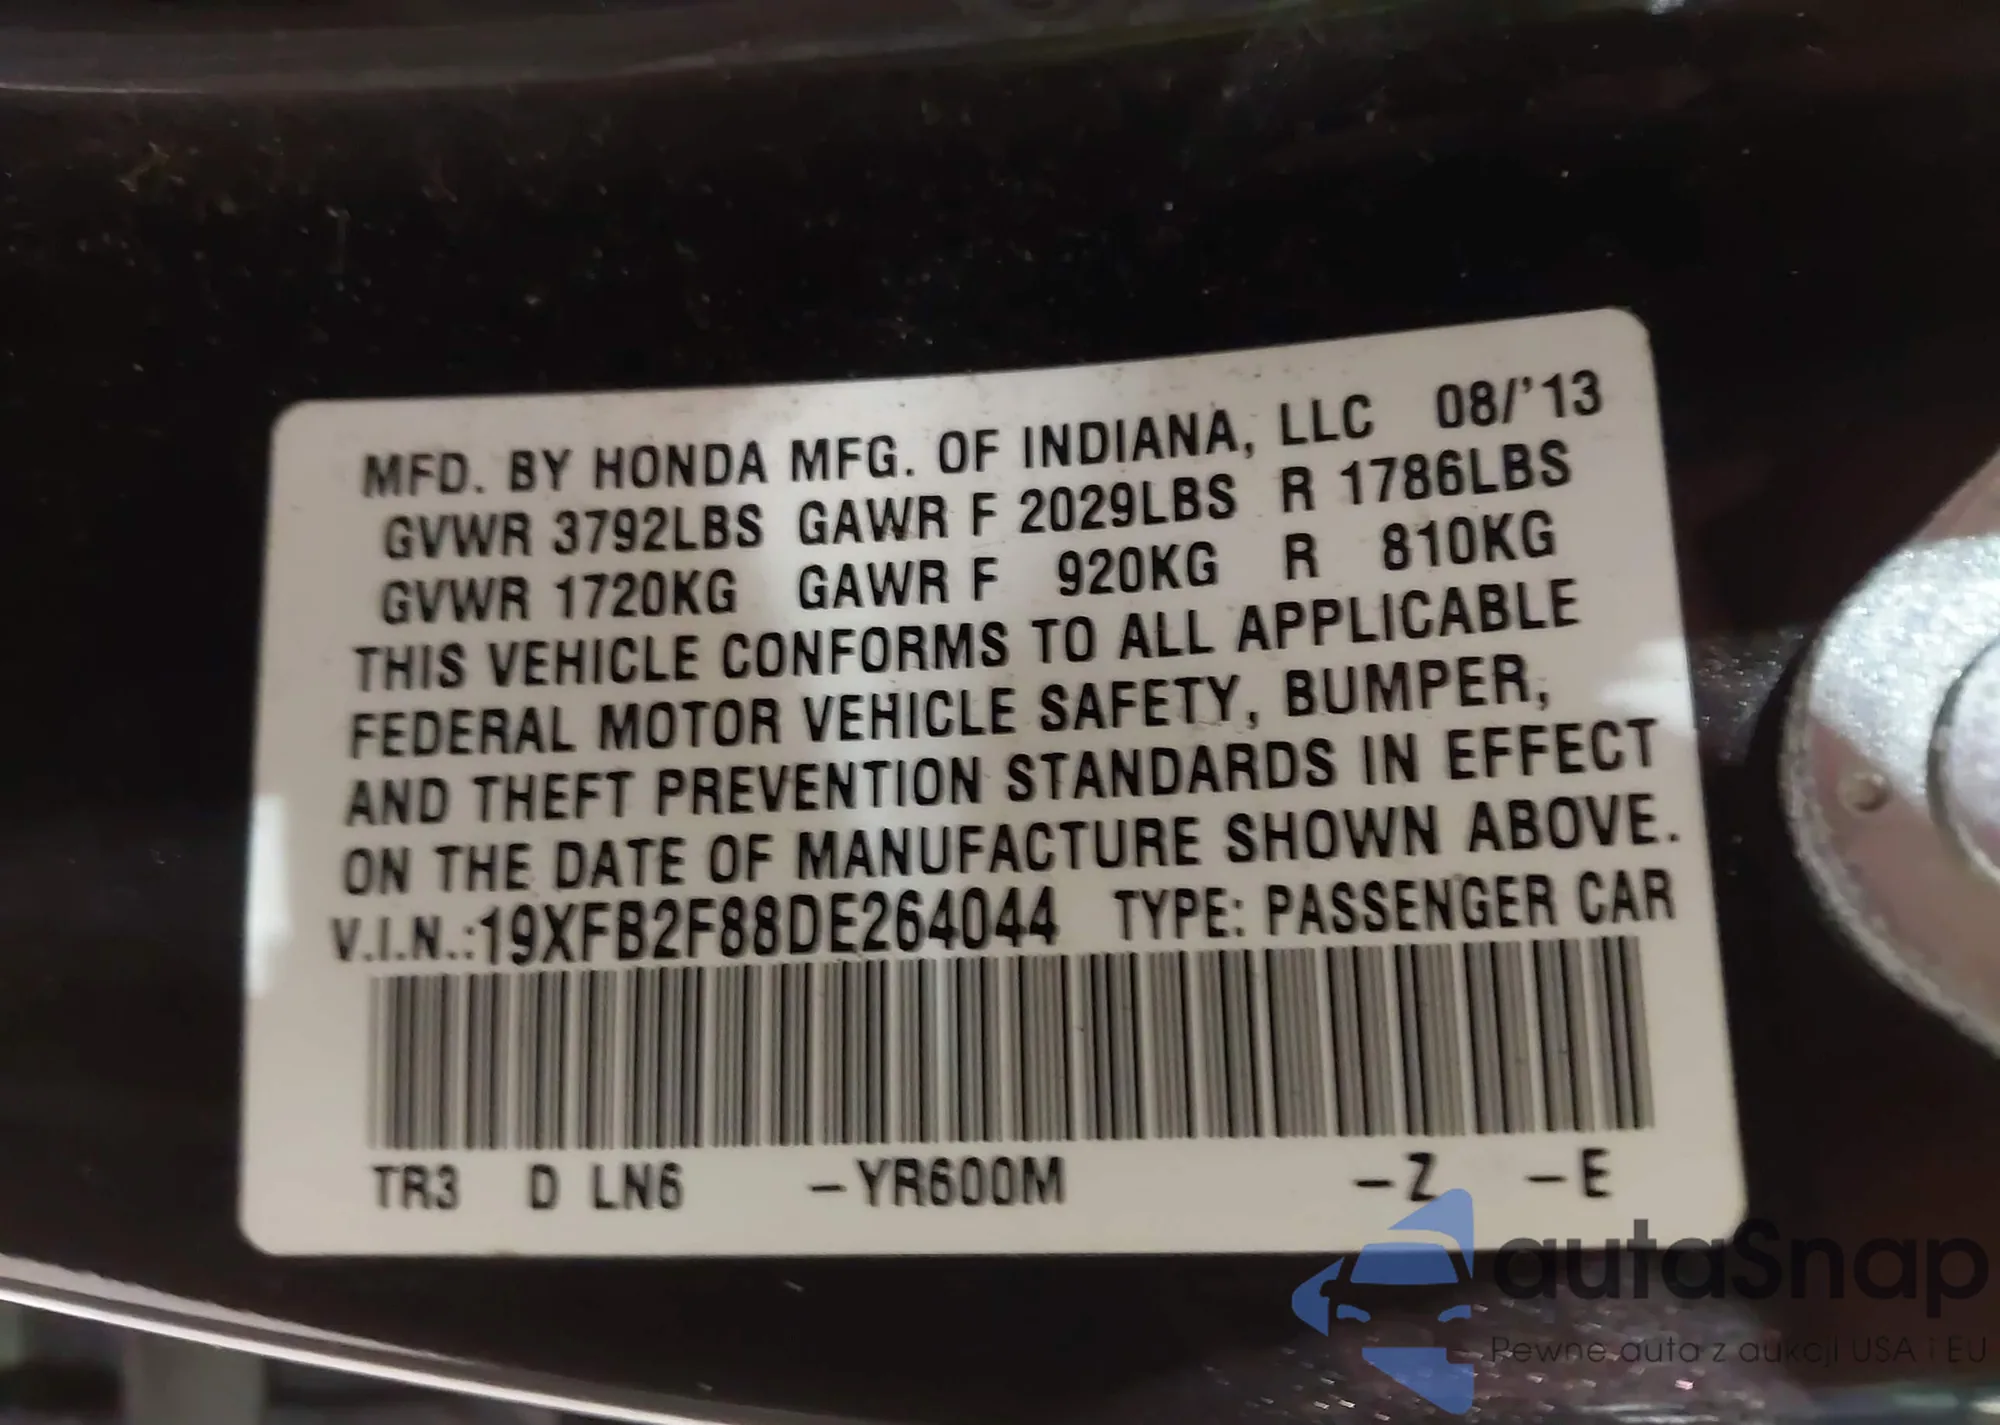 MFD. BY HONDA MFG. OF INDIANA, LLC 08/'13
GVWR 3792LBS GAWR F 2029LBS R 1786LBS
GVWR 1720KG GAWR F 920KG R 810KG
THIS VEHICLE CONFORMS TO ALL APPLICABLE
FEDERAL MOTOR VEHICLE SAFETY, BUMPER,
AND THEFT PREVENTION STANDARDS IN EFFECT
ON THE DATE OF MANUFACTURE SHOWN ABOVE.
V.I.N.:19XFB2F88DE264044 TYPE: PASSENGER CAR
TR3 D LN6 –YR600M –Z –E
autaSnap
Pewne auta z aukcji USA i EU